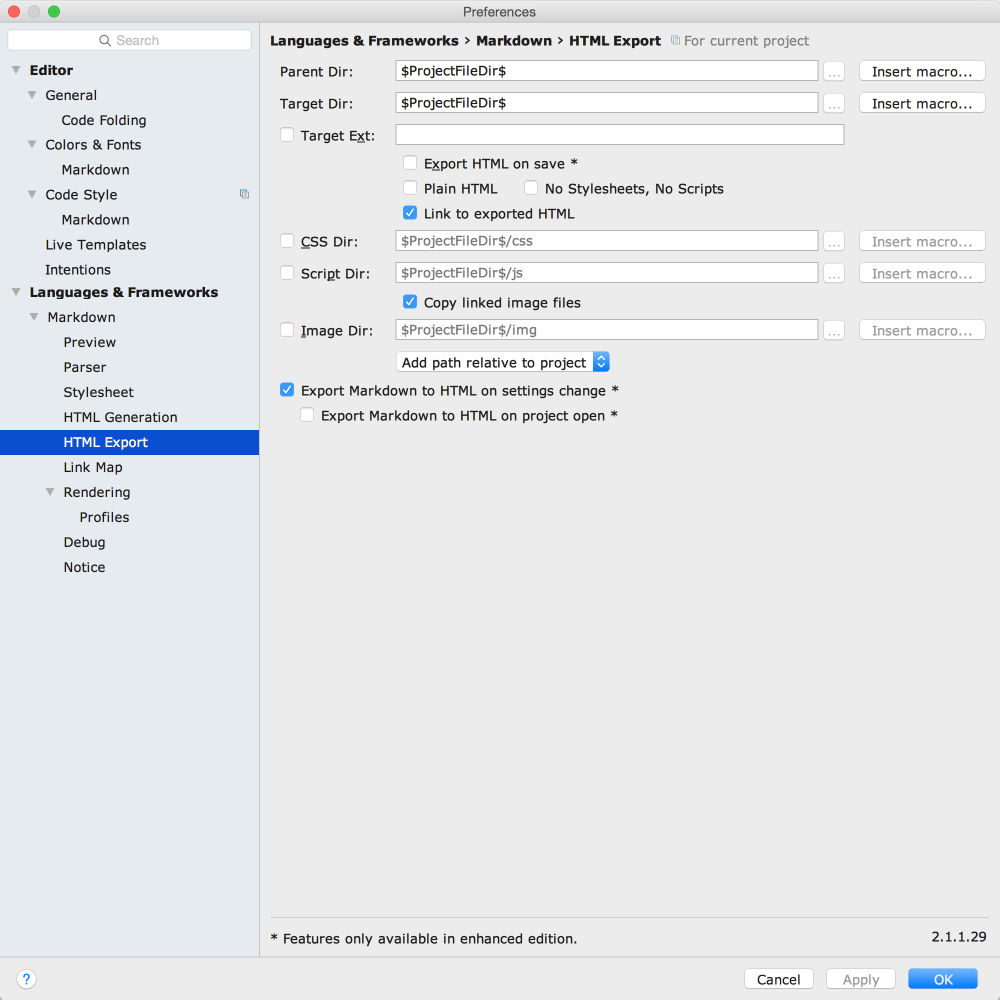 Preferences
Search
Editor
General
Code Folding
Colors & Fonts
Markdown
Code Style
Markdown
Live Templates
Intentions
Languages & Frameworks
Markdown
Preview
Parser
Stylesheet
HTML Generation
HTML Export
Link Map
Rendering
Profiles
Debug
Notice
Languages & Frameworks › Markdown › HTML Export For current project
Parent Dir: $ProjectFileDir$ ... Insert macro...
Target Dir: $ProjectFileDir$ ... Insert macro...
Target Ext:
Export HTML on save *
Plain HTML No Stylesheets, No Scripts
Link to exported HTML
CSS Dir: $ProjectFileDir$/css ... Insert macro...
Script Dir: $ProjectFileDir$/js ... Insert macro...
Copy linked image files
Image Dir: $ProjectFileDir$/img ... Insert macro...
Add path relative to project
Export Markdown to HTML on settings change *
Export Markdown to HTML on project open *
* Features only available in enhanced edition. 2.1.1.29
? Cancel Apply OK